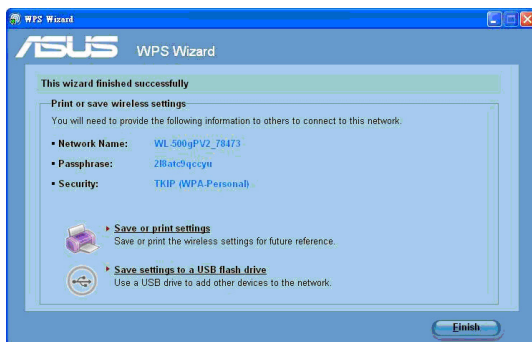 WPS Wizard
ASUS WPS Wizard
This wizard finished successfully
Print or save wireless settings
You will need to provide the following information to others to connect to this network.
▪ Network Name: WL-500gPV2_78473
▪ Passphrase: 2l8atc9qccyu
▪ Security: TKIP (WPA-Personal)
Save or print settings
Save or print the wireless settings for future reference.
Save settings to a USB flash drive
Use a USB drive to add other devices to the network.
Finish